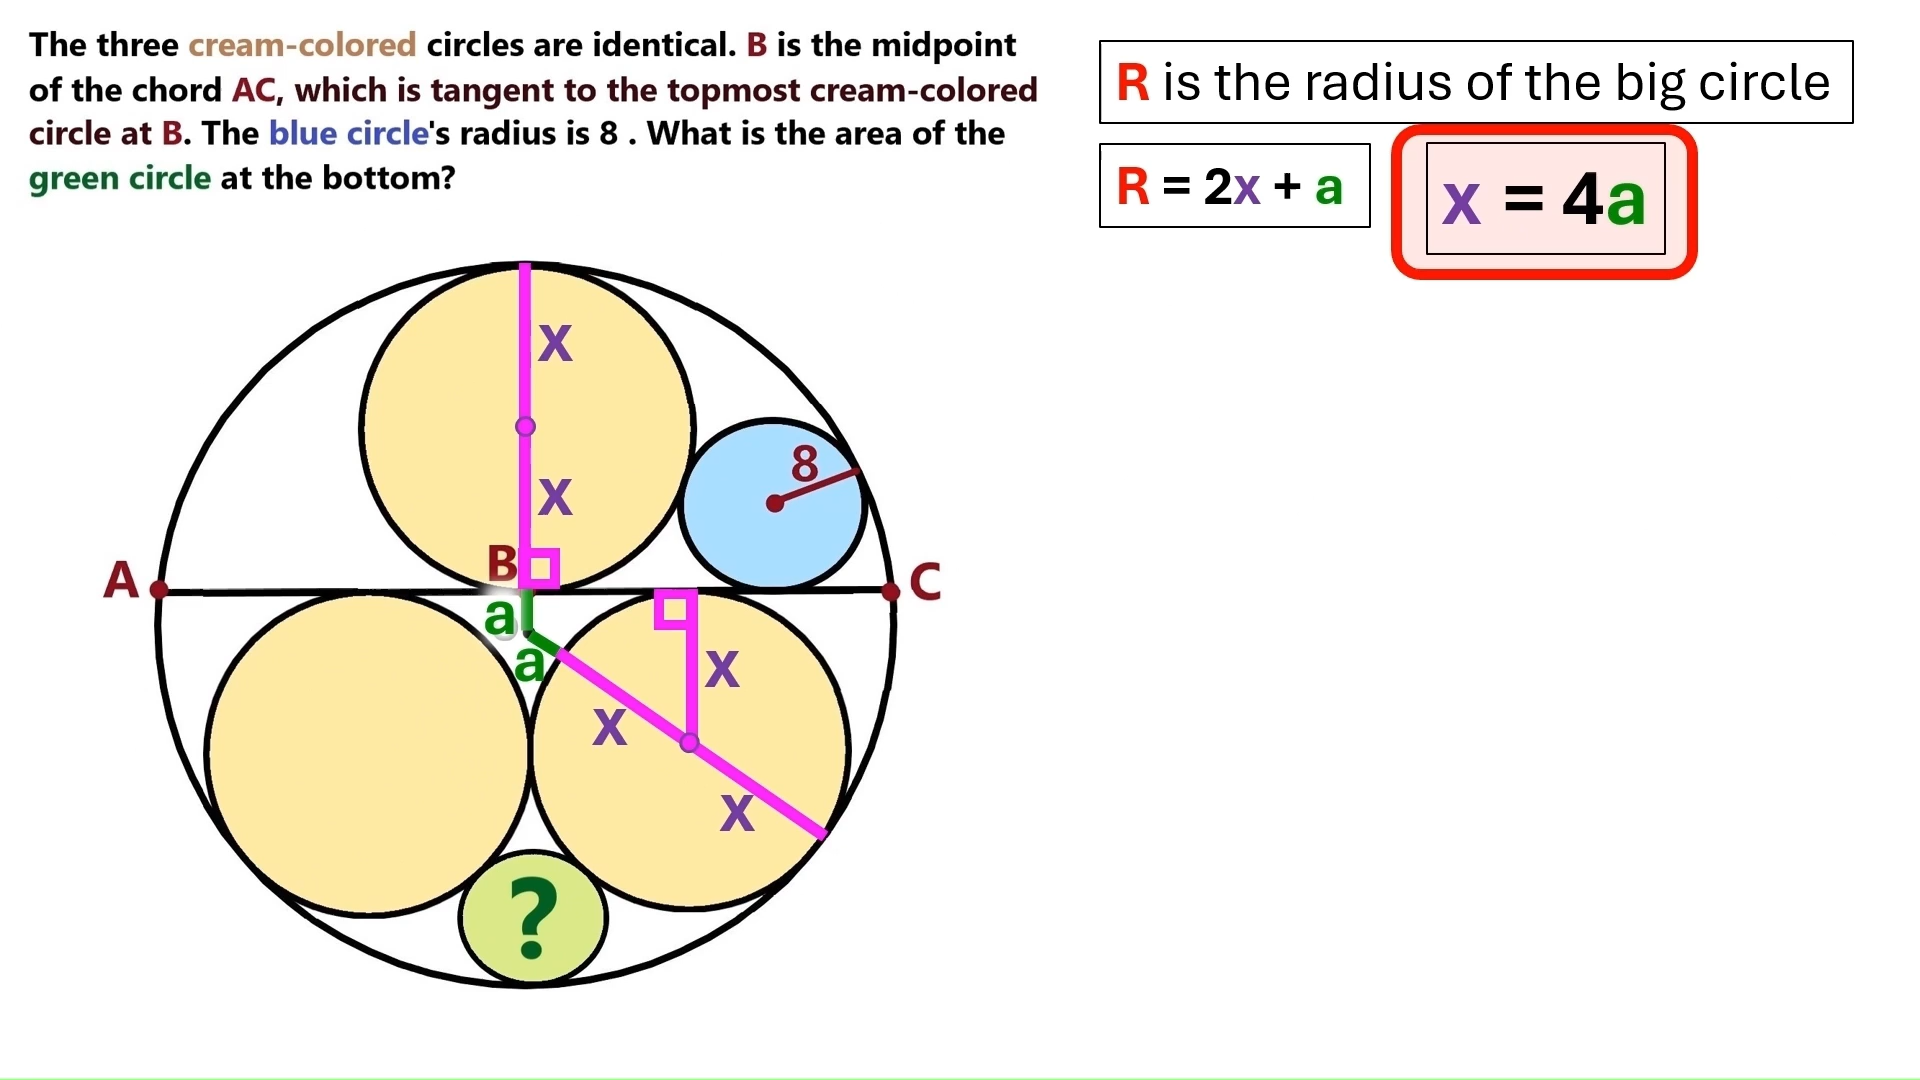 The three cream-colored circles are identical. B is the midpoint
of the chord AC, which is tangent to the topmost cream-colored
circle at B. The blue circle's radius is 8 . What is the area of the
green circle at the bottom?
R is the radius of the big circle
R = 2x + a
x = 4a
x
8
x
B
A
C
a
a
x
x
x
?